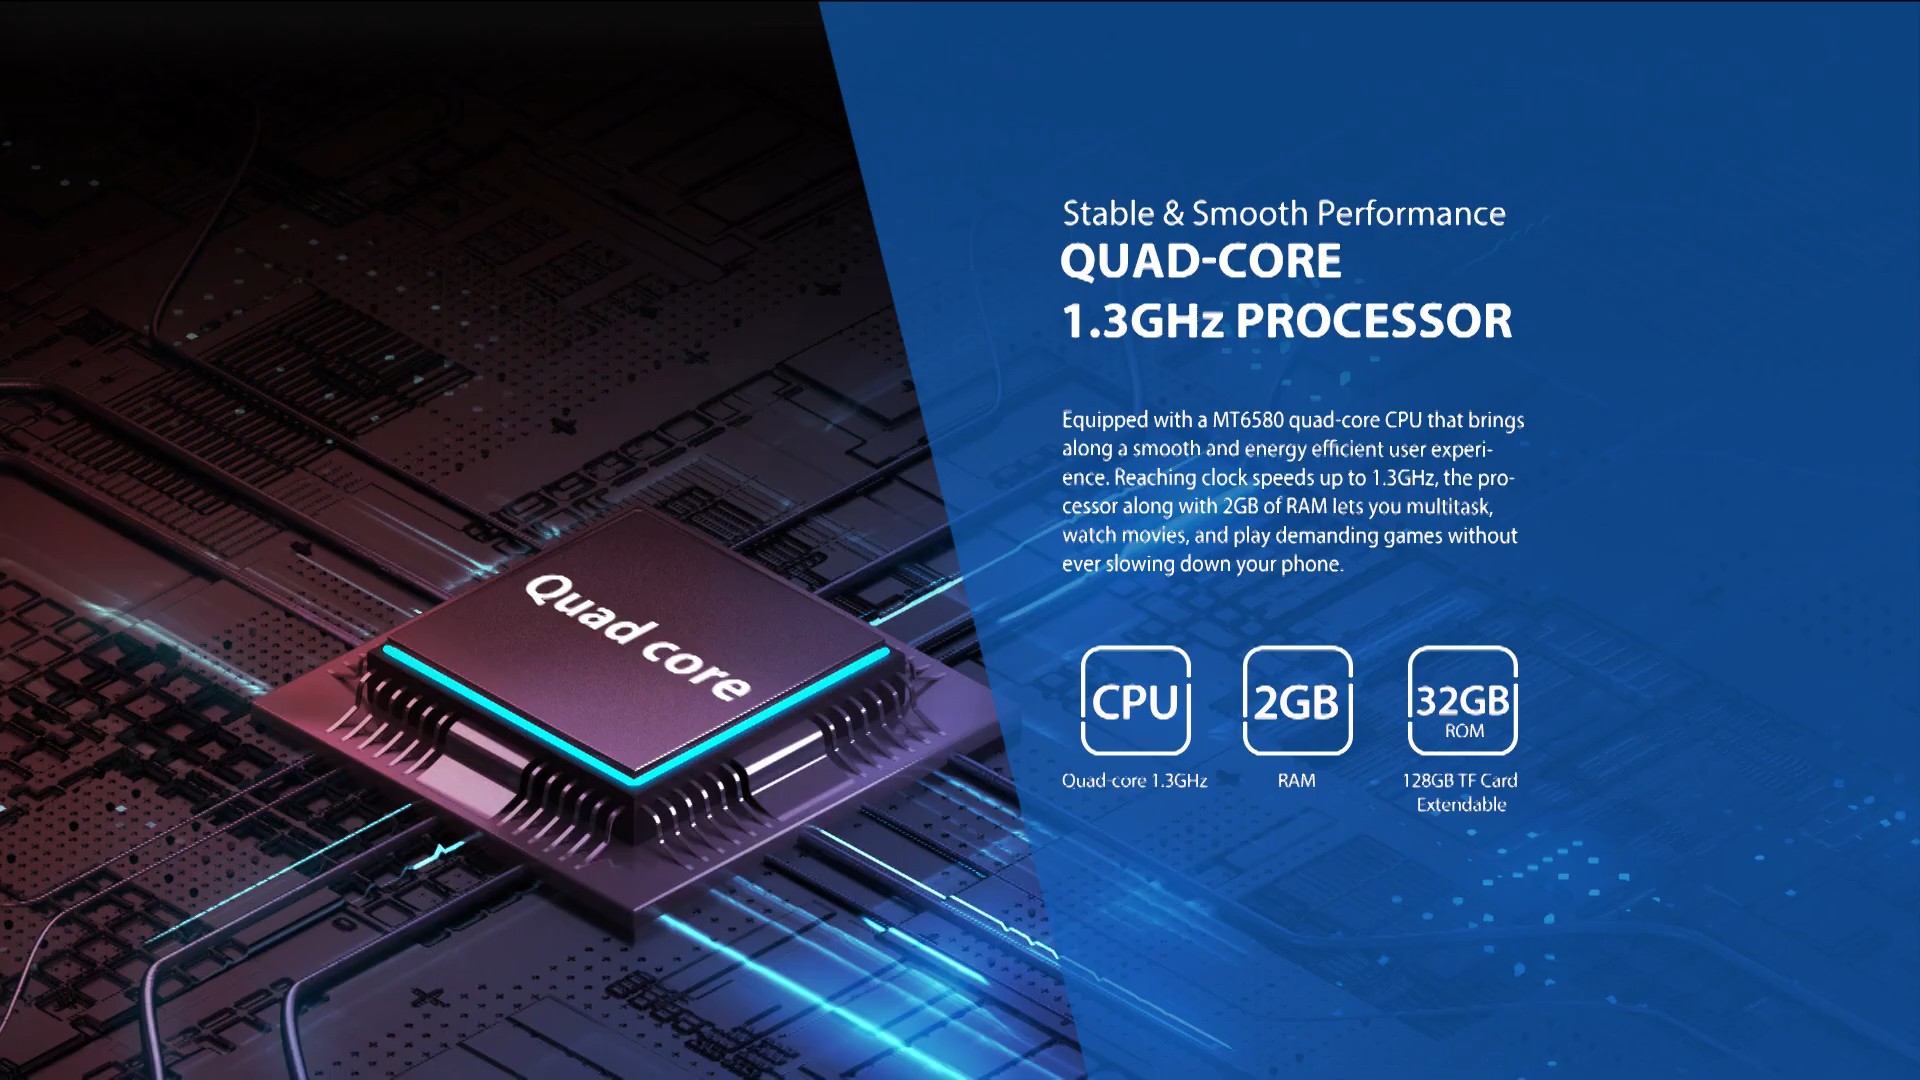 Stable & Smooth Performance
QUAD-CORE
1.3GHz PROCESSOR
Equipped with a MT6580 quad-core CPU that brings
along a smooth and energy efficient user experi-
ence. Reaching clock speeds up to 1.3GHz, the pro-
cessor along with 2GB of RAM lets you multitask,
watch movies, and play demanding games without
ever slowing down your phone.
Quad core
CPU
Quad-core 1.3GHz
2GB
RAM
32GB
ROM
128GB TF Card
Extendable